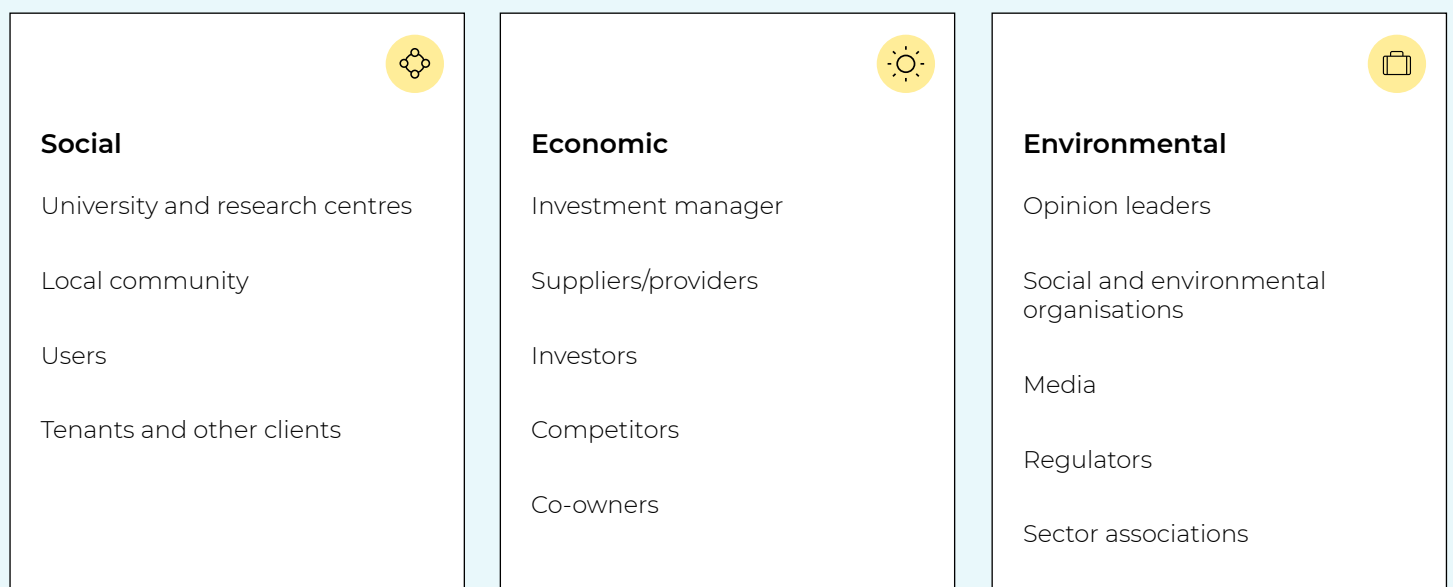 Social
University and research centres
Local community
Users
Tenants and other clients
Economic
Investment manager
Suppliers/providers
Investors
Competitors
Co-owners
Environmental
Opinion leaders
Social and environmental
organisations
Media
Regulators
Sector associations